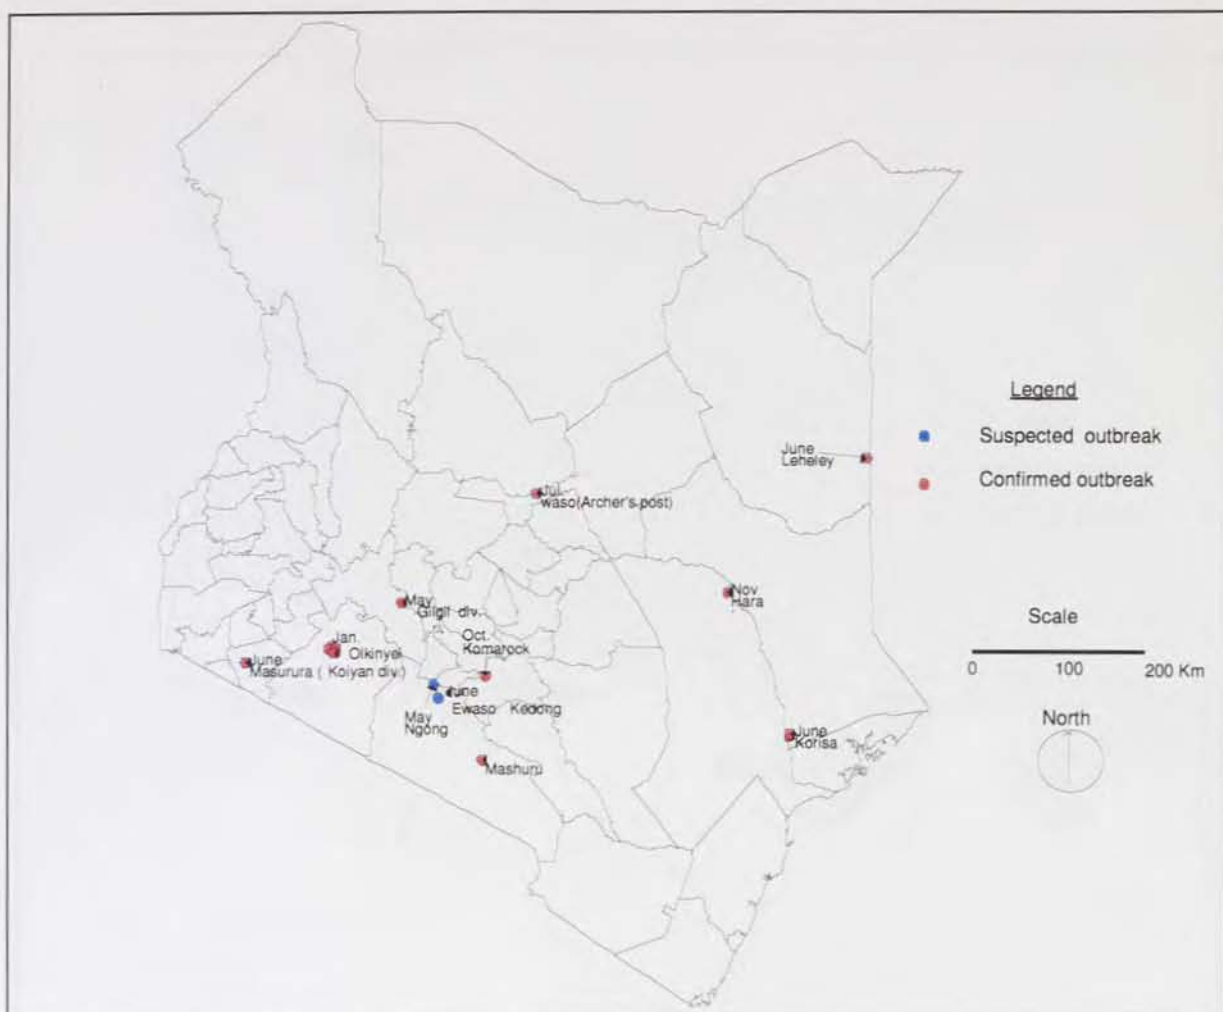 Legend
Suspected outbreak
Confirmed outbreak
June
Leheley
Jul.
waso(Archer's post)
Nov
Hara
May
Gilgil div.
Oct.
Komarock
Jan.
Olkinyei
June
Masurura ( Koiyan div.)
June
Ewaso Kedong
May
Ngong
Mashuru
June
Korisa
Scale
0 100 200 Km
North